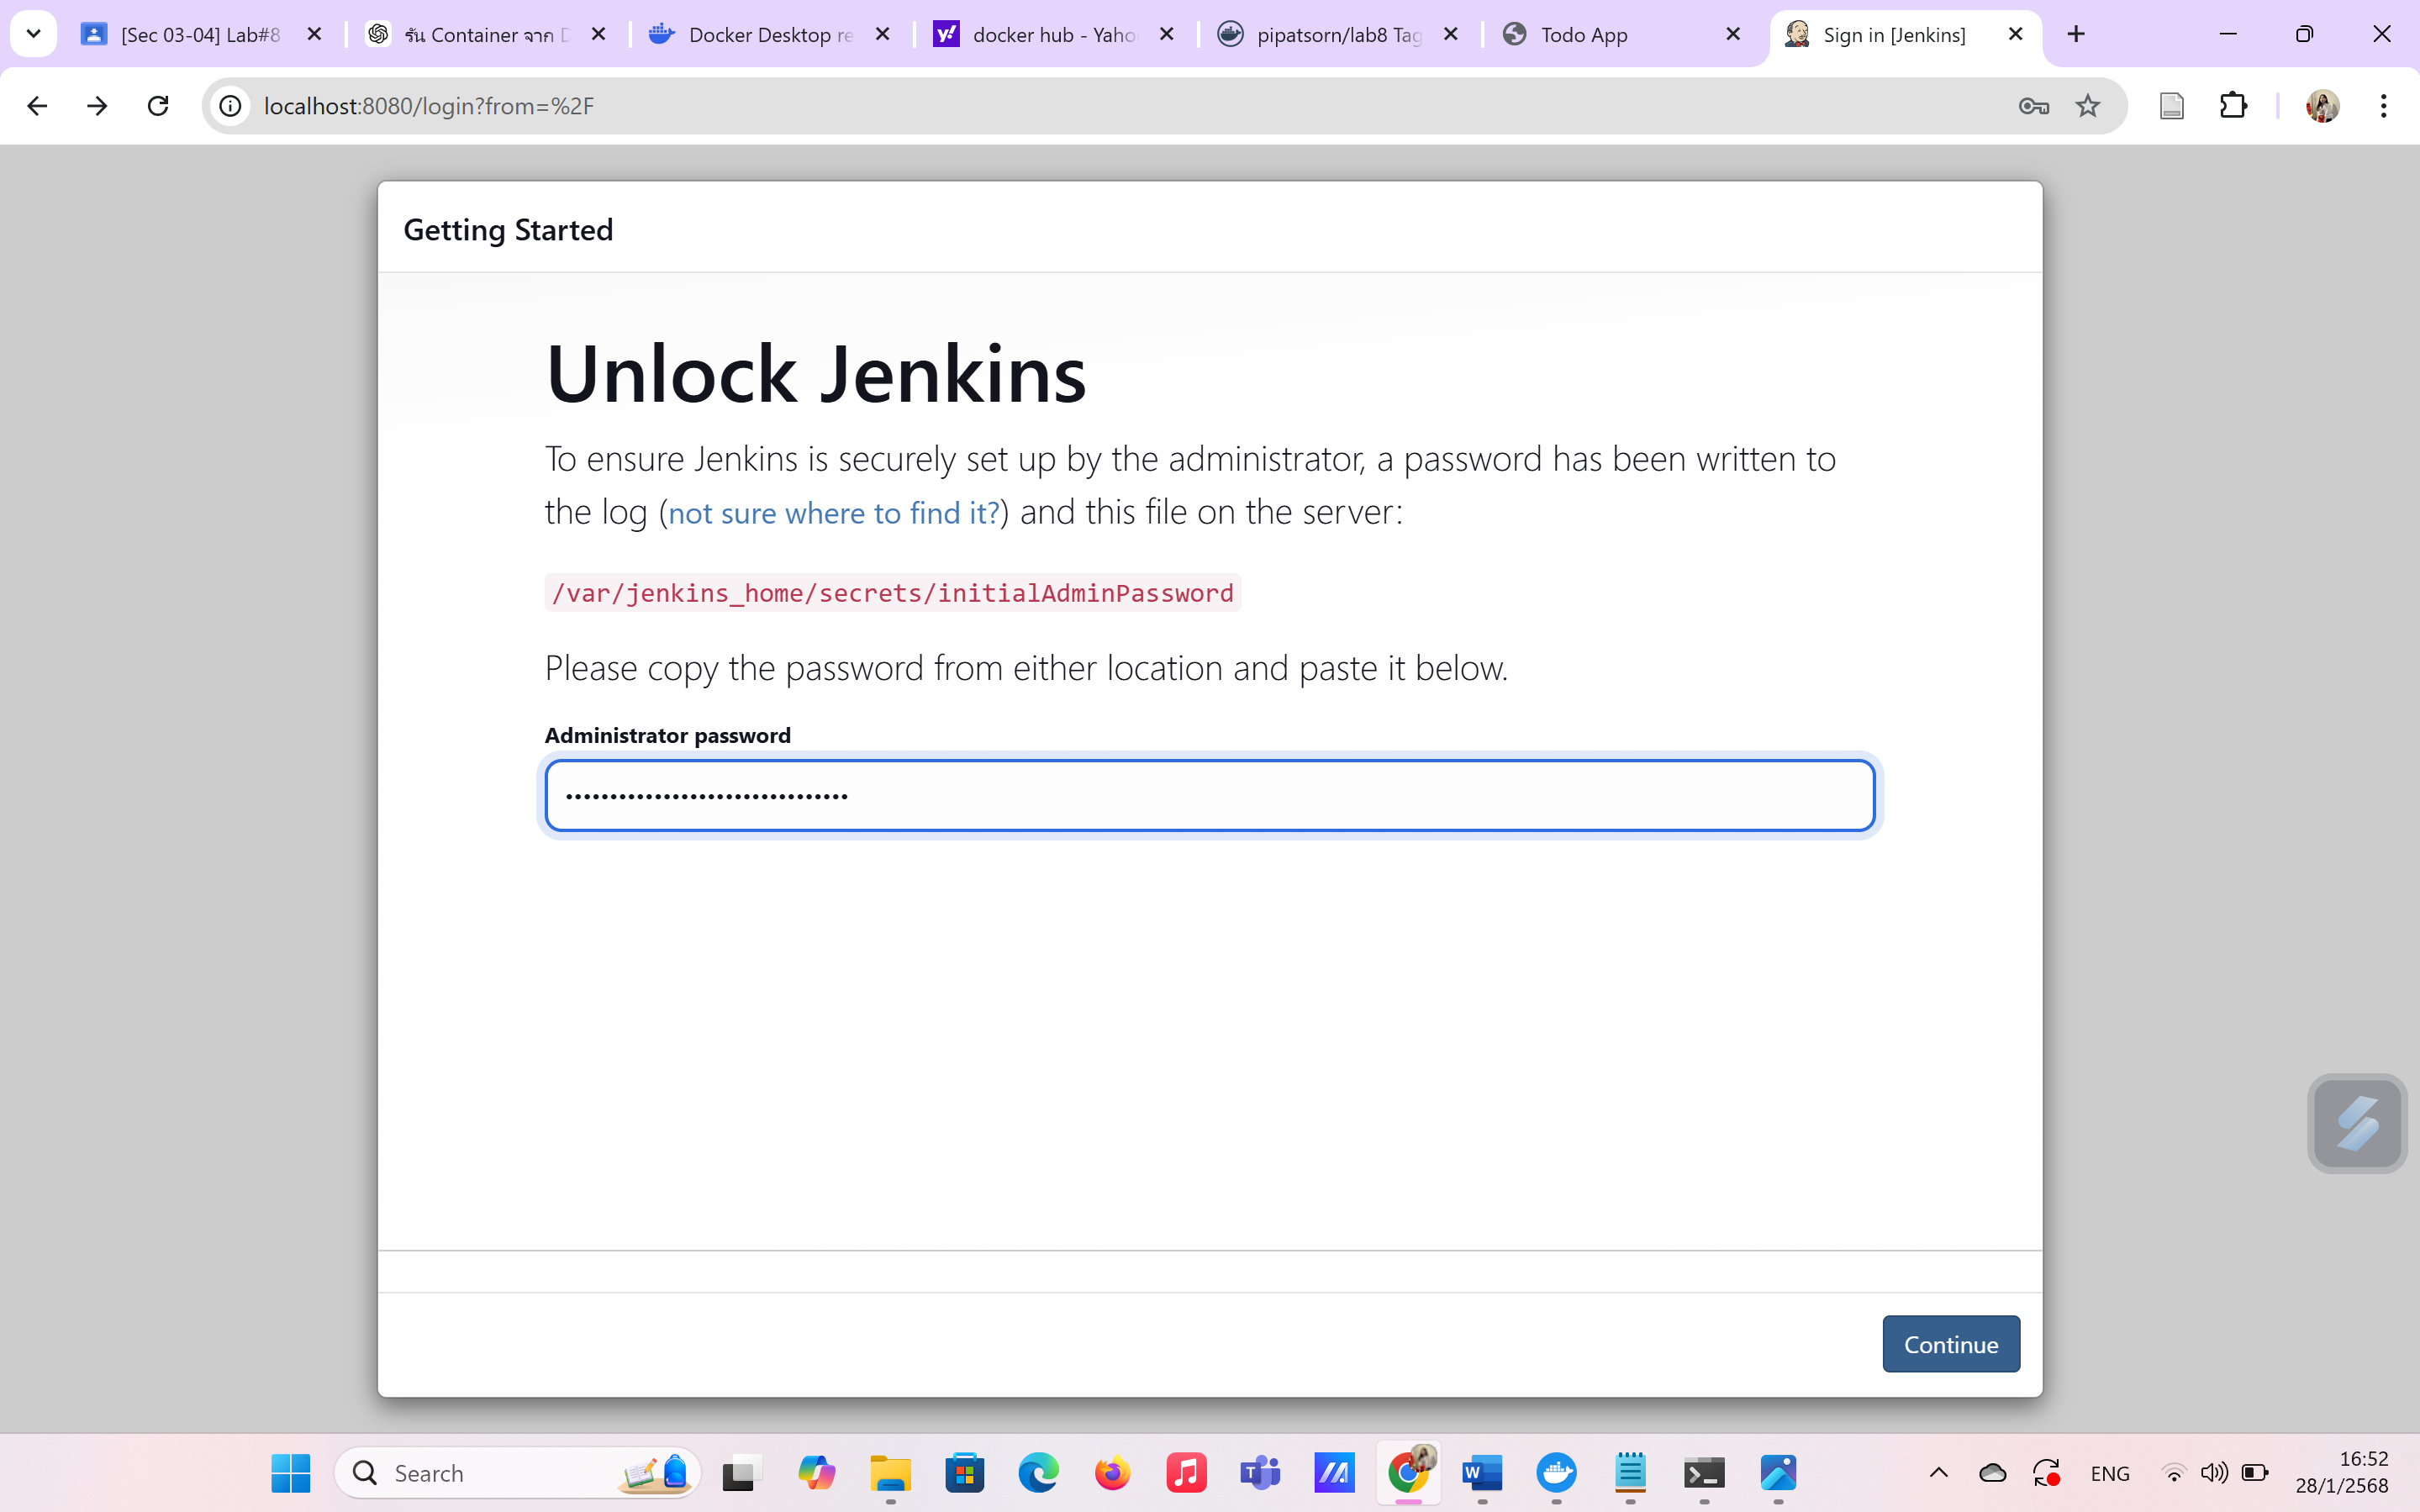 [Sec 03-04] Lab#8
รัน Container จาก D
Docker Desktop re
docker hub - Yaho
pipatsorn/lab8 Tag
Todo App
Sign in [Jenkins]
localhost:8080/login?from=%2F
Getting Started
Unlock Jenkins
To ensure Jenkins is securely set up by the administrator, a password has been written to
the log (not sure where to find it?) and this file on the server:
/var/jenkins_home/secrets/initialAdminPassword
Please copy the password from either location and paste it below.
Administrator password
••••••••••••••••••••••••••••••••
Continue
Search
ENG
16:52
28/1/2568